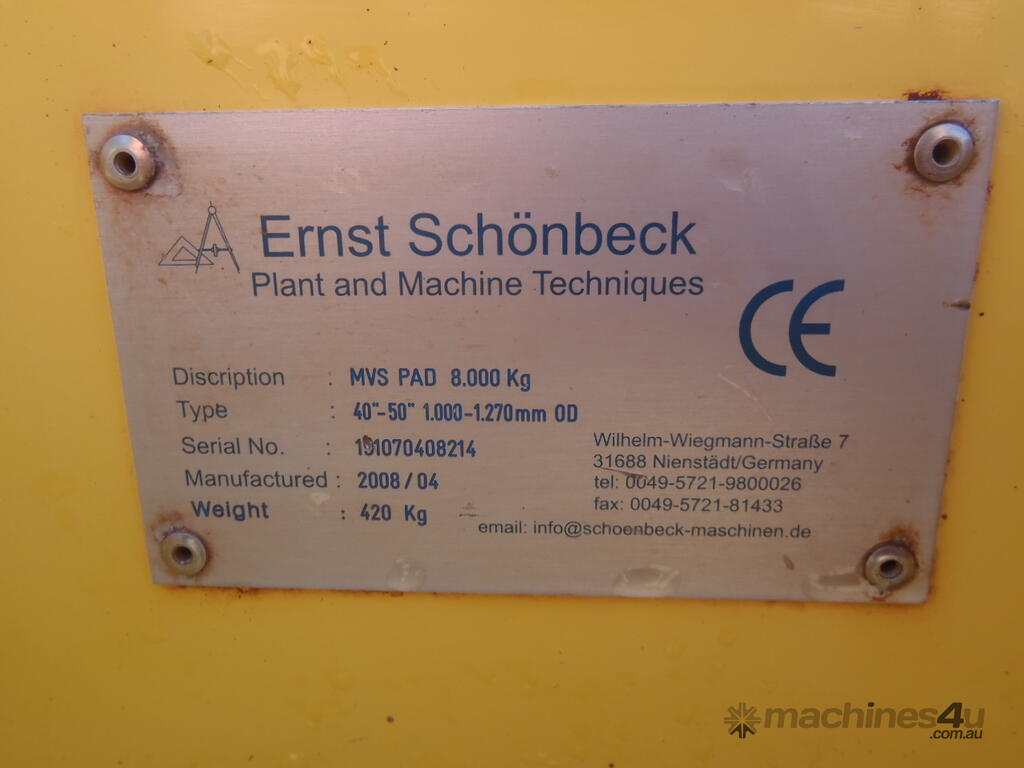 Ernst Schönbeck
Plant and Machine Techniques
CE
Discription : MVS PAD 8.000 Kg
Type : 40"-50" 1.000-1.270mm OD
Serial No. : 191070408214
Manufactured : 2008/04
Weight : 420 Kg
Wilhelm-Wiegmann-Straße 7
31688 Nienstädt/Germany
tel: 0049-5721-9800026
fax: 0049-5721-81433
email: info@schoenbeck-maschinen.de
machines4u
.com.au